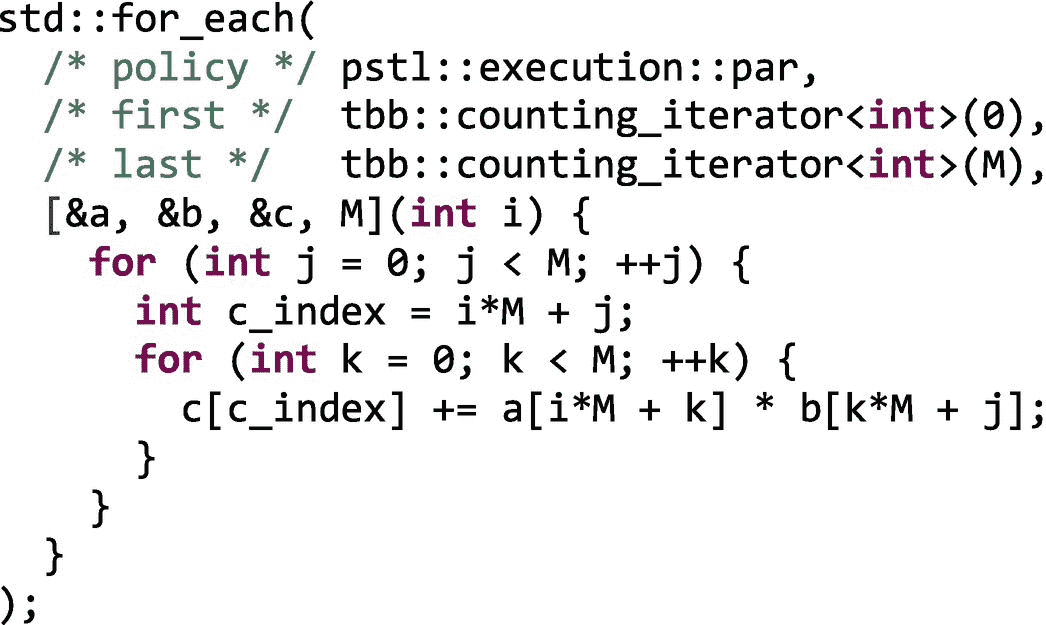 std::for_each(
  /* policy */ pstl::execution::par,
  /* first */  tbb::counting_iterator<int>(0),
  /* last */   tbb::counting_iterator<int>(M),
  [&a, &b, &c, M](int i) {
    for (int j = 0; j < M; ++j) {
      int c_index = i*M + j;
      for (int k = 0; k < M; ++k) {
        c[c_index] += a[i*M + k] * b[k*M + j];
      }
    }
  }
);